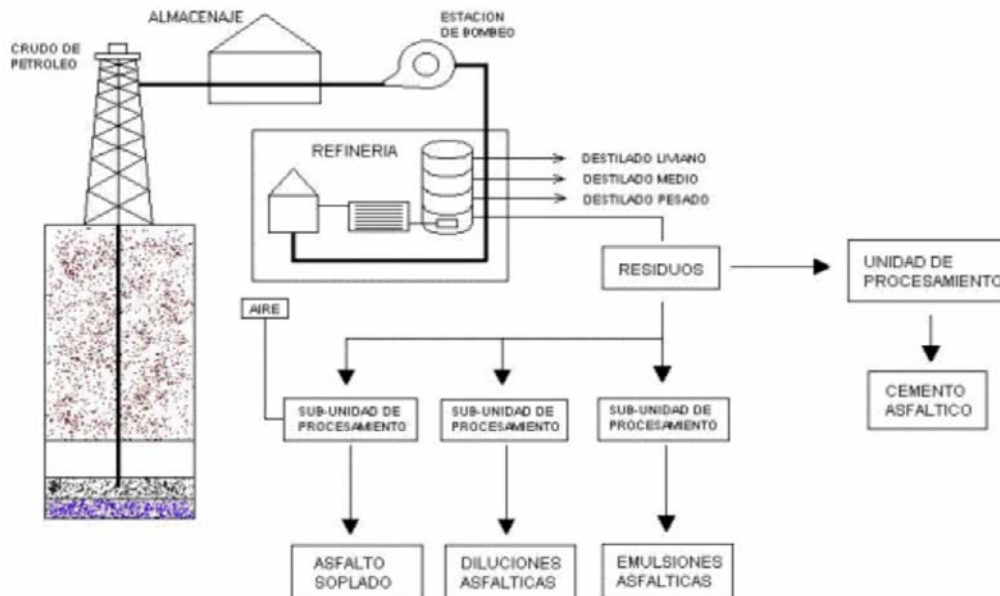 ALMACENAJE
ESTACION
DE BOMBEO
CRUDO DE
PETROLEO
REFINERIA
DESTILADO LIVIANO
DESTILADO MEDIO
DESTILADO PESADO
RESIDUOS
UNIDAD DE
PROCESAMIENTO
AIRE
CEMENTO
ASFALTICO
SUB-UNIDAD DE
PROCESAMIENTO
SUB-UNIDAD DE
PROCESAMIENTO
SUB-UNIDAD DE
PROCESAMIENTO
ASFALTO
SOPLADO
DILUCIONES
ASFALTICAS
EMULSIONES
ASFALTICAS